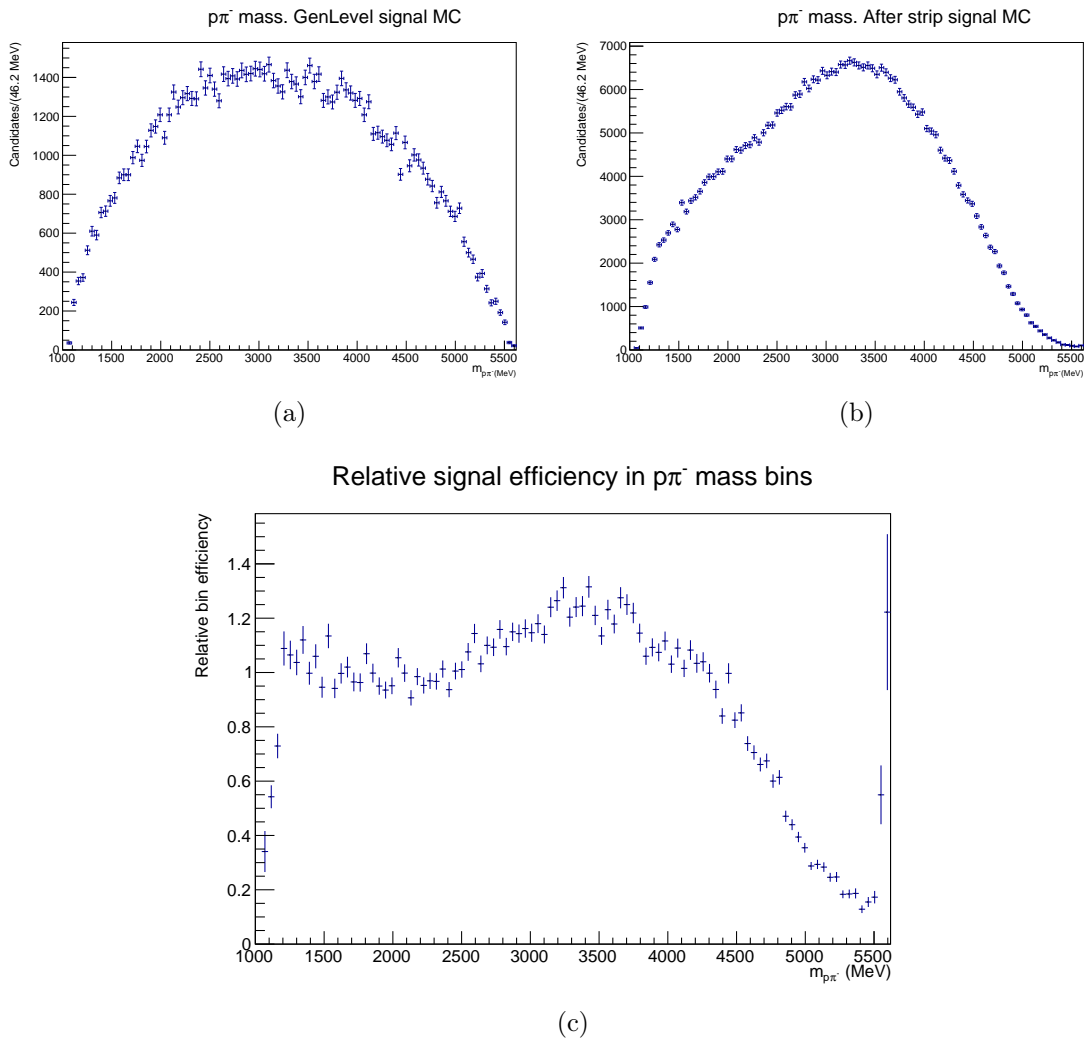 pπ⁻ mass. GenLevel signal MC
Candidates/(46.2 MeV)
1400
1200
1000
800
600
400
200
0
1000 1500 2000 2500 3000 3500 4000 4500 5000 5500
m_pπ⁻(MeV)
(a)
pπ⁻ mass. After strip signal MC
Candidates/(46.2 MeV)
7000
6000
5000
4000
3000
2000
1000
0
1000 1500 2000 2500 3000 3500 4000 4500 5000 5500
m_pπ⁻(MeV)
(b)
Relative signal efficiency in pπ⁻ mass bins
Relative bin efficiency
1.4
1.2
1
0.8
0.6
0.4
0.2
0
1000 1500 2000 2500 3000 3500 4000 4500 5000 5500
m_pπ⁻ (MeV)
(c)